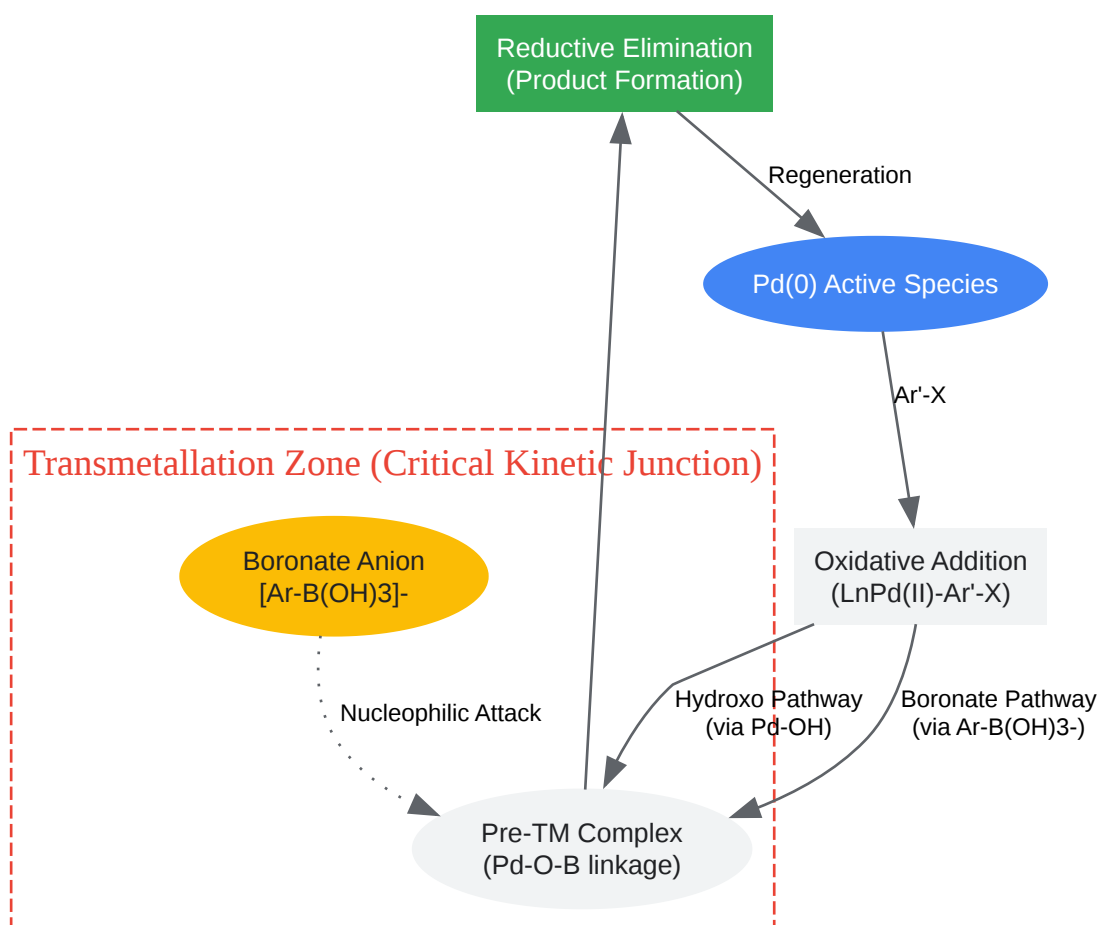 Reductive Elimination
(Product Formation)
Regeneration
Pd(0) Active Species
Ar'-X
Transmetallation Zone (Critical Kinetic Junction)
Boronate Anion
[Ar-B(OH)3]-
Oxidative Addition
(LnPd(II)-Ar'-X)
Nucleophilic Attack
Hydroxo Pathway
(via Pd-OH)
Boronate Pathway
(via Ar-B(OH)3-)
Pre-TM Complex
(Pd-O-B linkage)